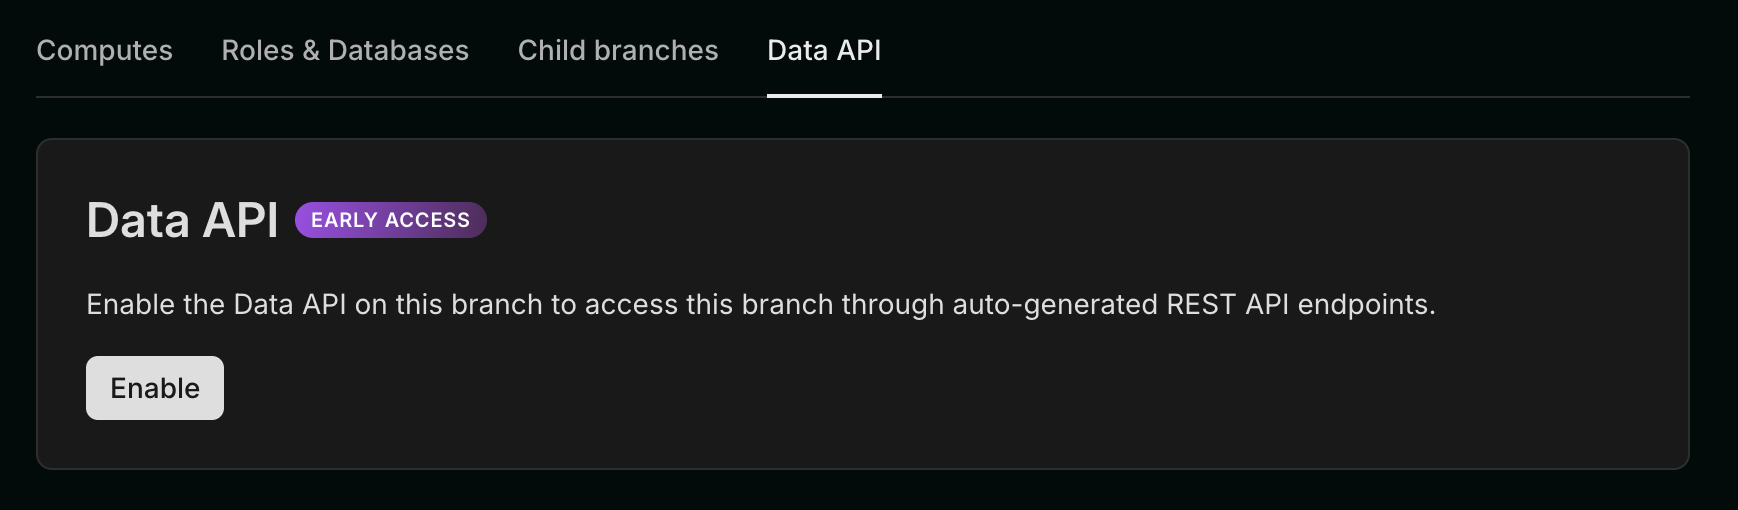 Computes Roles & Databases Child branches Data API
Data API EARLY ACCESS
Enable the Data API on this branch to access this branch through auto-generated REST API endpoints.
Enable